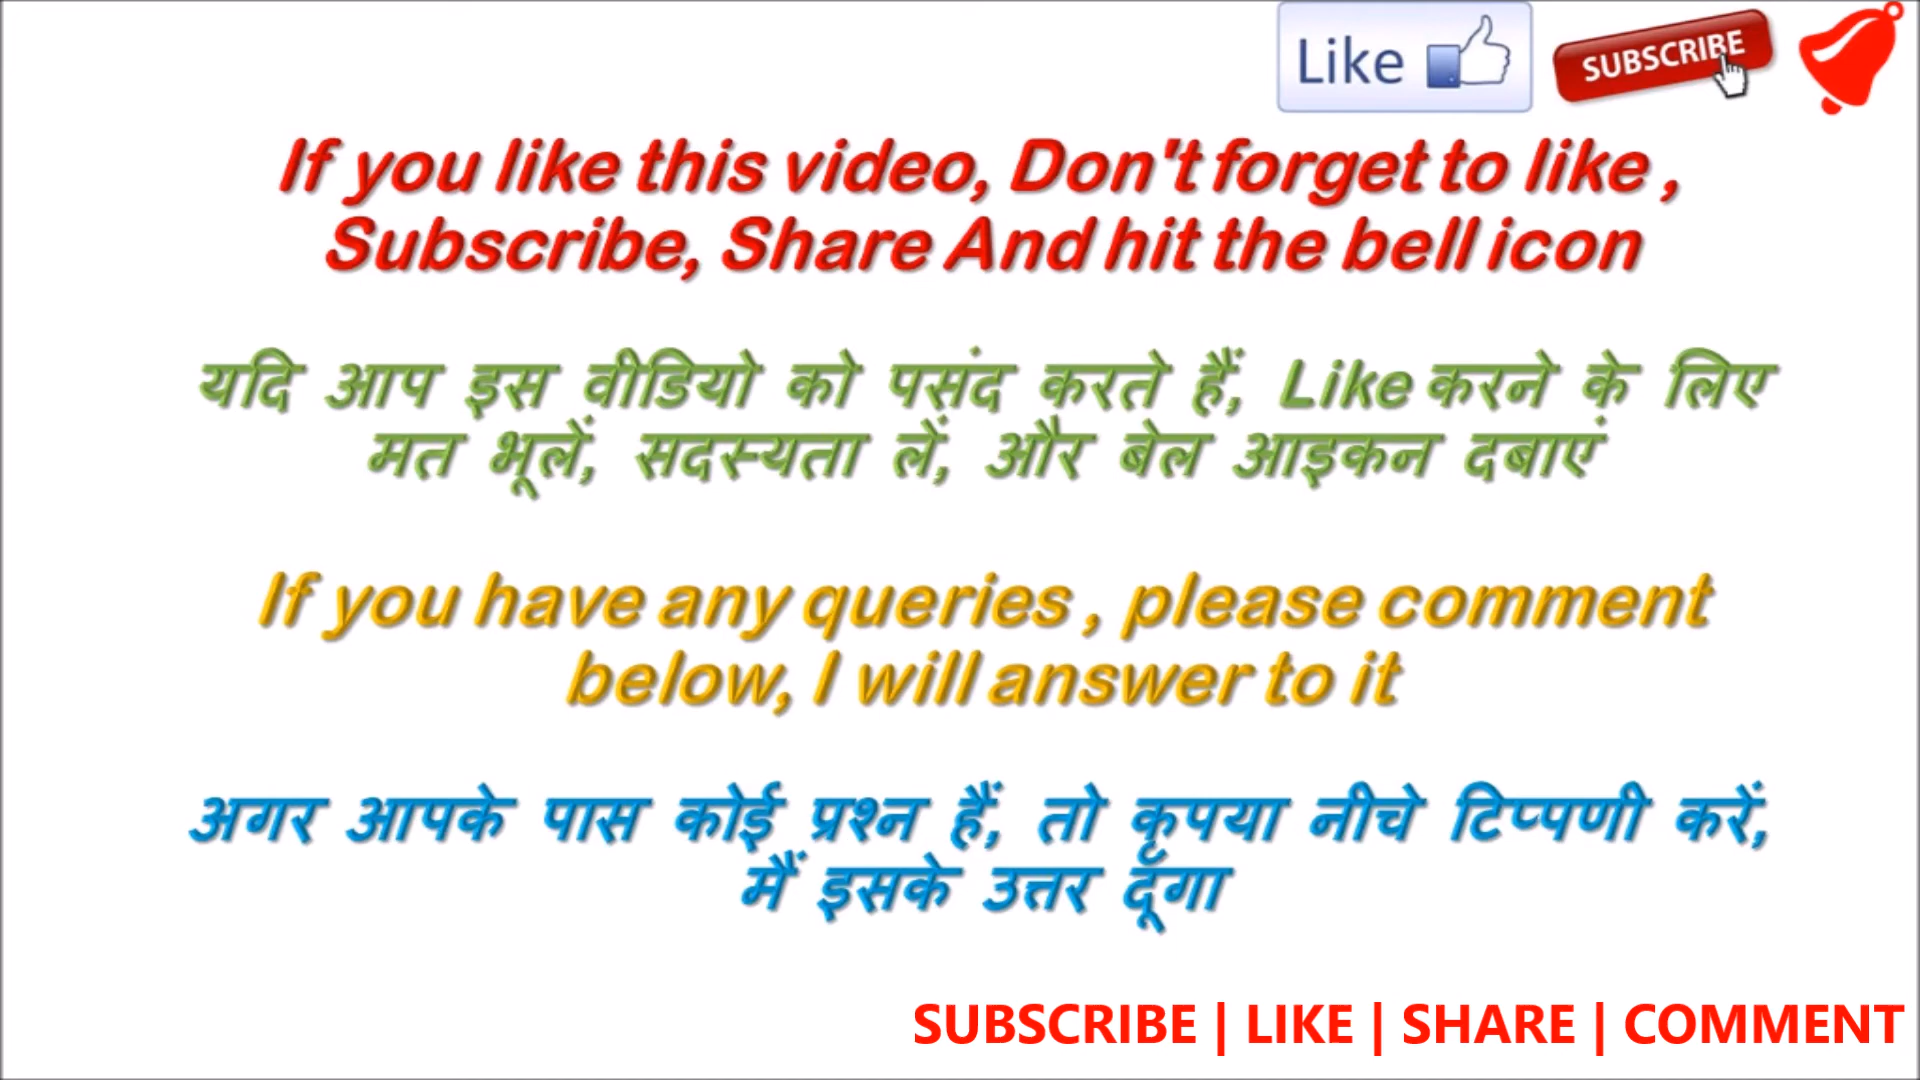 Like
SUBSCRIBE
If you like this video, Don't forget to like ,
Subscribe, Share And hit the bell icon
यदि आप इस वीडियो को पसंद करते हैं, Like करने के लिए
मत भूलें, सदस्यता लें, और बेल आइकन दबाएं
If you have any queries , please comment
below, I will answer to it
अगर आपके पास कोई प्रश्न हैं, तो कृपया नीचे टिप्पणी करें,
मैं इसके उत्तर दूँगा
SUBSCRIBE | LIKE | SHARE | COMMENT